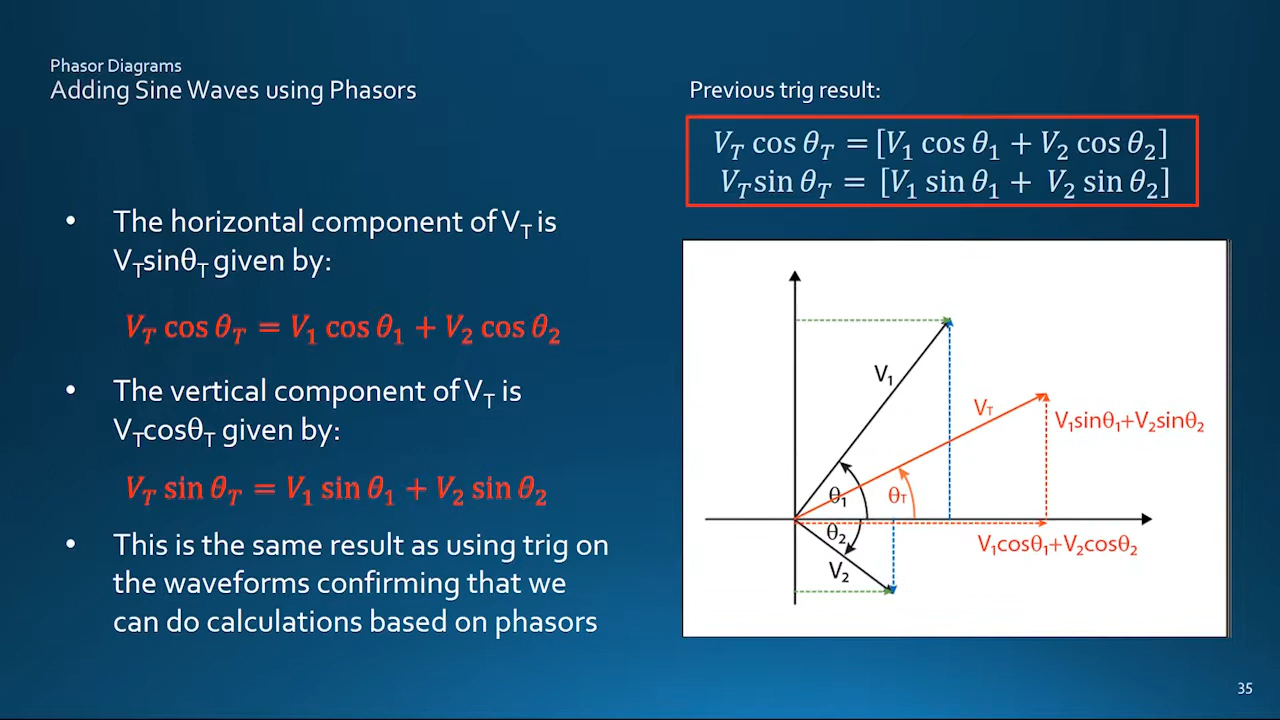 Phasor Diagrams
Adding Sine Waves using Phasors
Previous trig result:
V_T cos θ_T = [V_1 cos θ_1 + V_2 cos θ_2]
V_T sin θ_T = [V_1 sin θ_1 + V_2 sin θ_2]
• The horizontal component of V_T is
V_Tsinθ_T given by:
V_T cos θ_T = V_1 cos θ_1 + V_2 cos θ_2
• The vertical component of V_T is
V_Tcosθ_T given by:
V_T sin θ_T = V_1 sin θ_1 + V_2 sin θ_2
• This is the same result as using trig on
the waveforms confirming that we
can do calculations based on phasors
V_1
V_T
V_1sinθ_1+V_2sinθ_2
θ_1
θ_T
θ_2
V_1cosθ_1+V_2cosθ_2
V_2
35